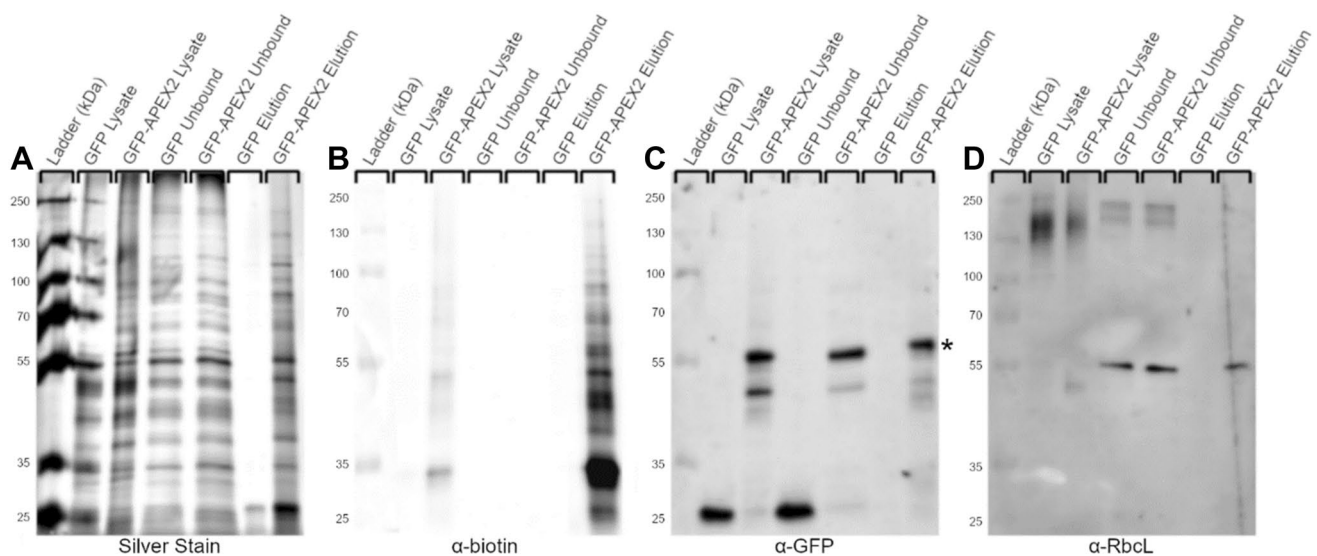 A
Ladder (kDa)
GFP Lysate
GFP-APEX2 Lysate
GFP Unbound
GFP-APEX2 Unbound
GFP Elution
GFP-APEX2 Elution
250
130
100
70
55
35
25
Silver Stain
B
Ladder (kDa)
GFP Lysate
GFP-APEX2 Lysate
GFP Unbound
GFP-APEX2 Unbound
GFP Elution
GFP-APEX2 Elution
250
130
100
70
55
35
25
α-biotin
C
Ladder (kDa)
GFP Lysate
GFP-APEX2 Lysate
GFP Unbound
GFP-APEX2 Unbound
GFP Elution
GFP-APEX2 Elution
250
130
100
70
55
35
25
*
α-GFP
D
Ladder (kDa)
GFP Lysate
GFP-APEX2 Lysate
GFP Unbound
GFP-APEX2 Unbound
GFP Elution
GFP-APEX2 Elution
250
130
100
70
55
35
25
α-RbcL